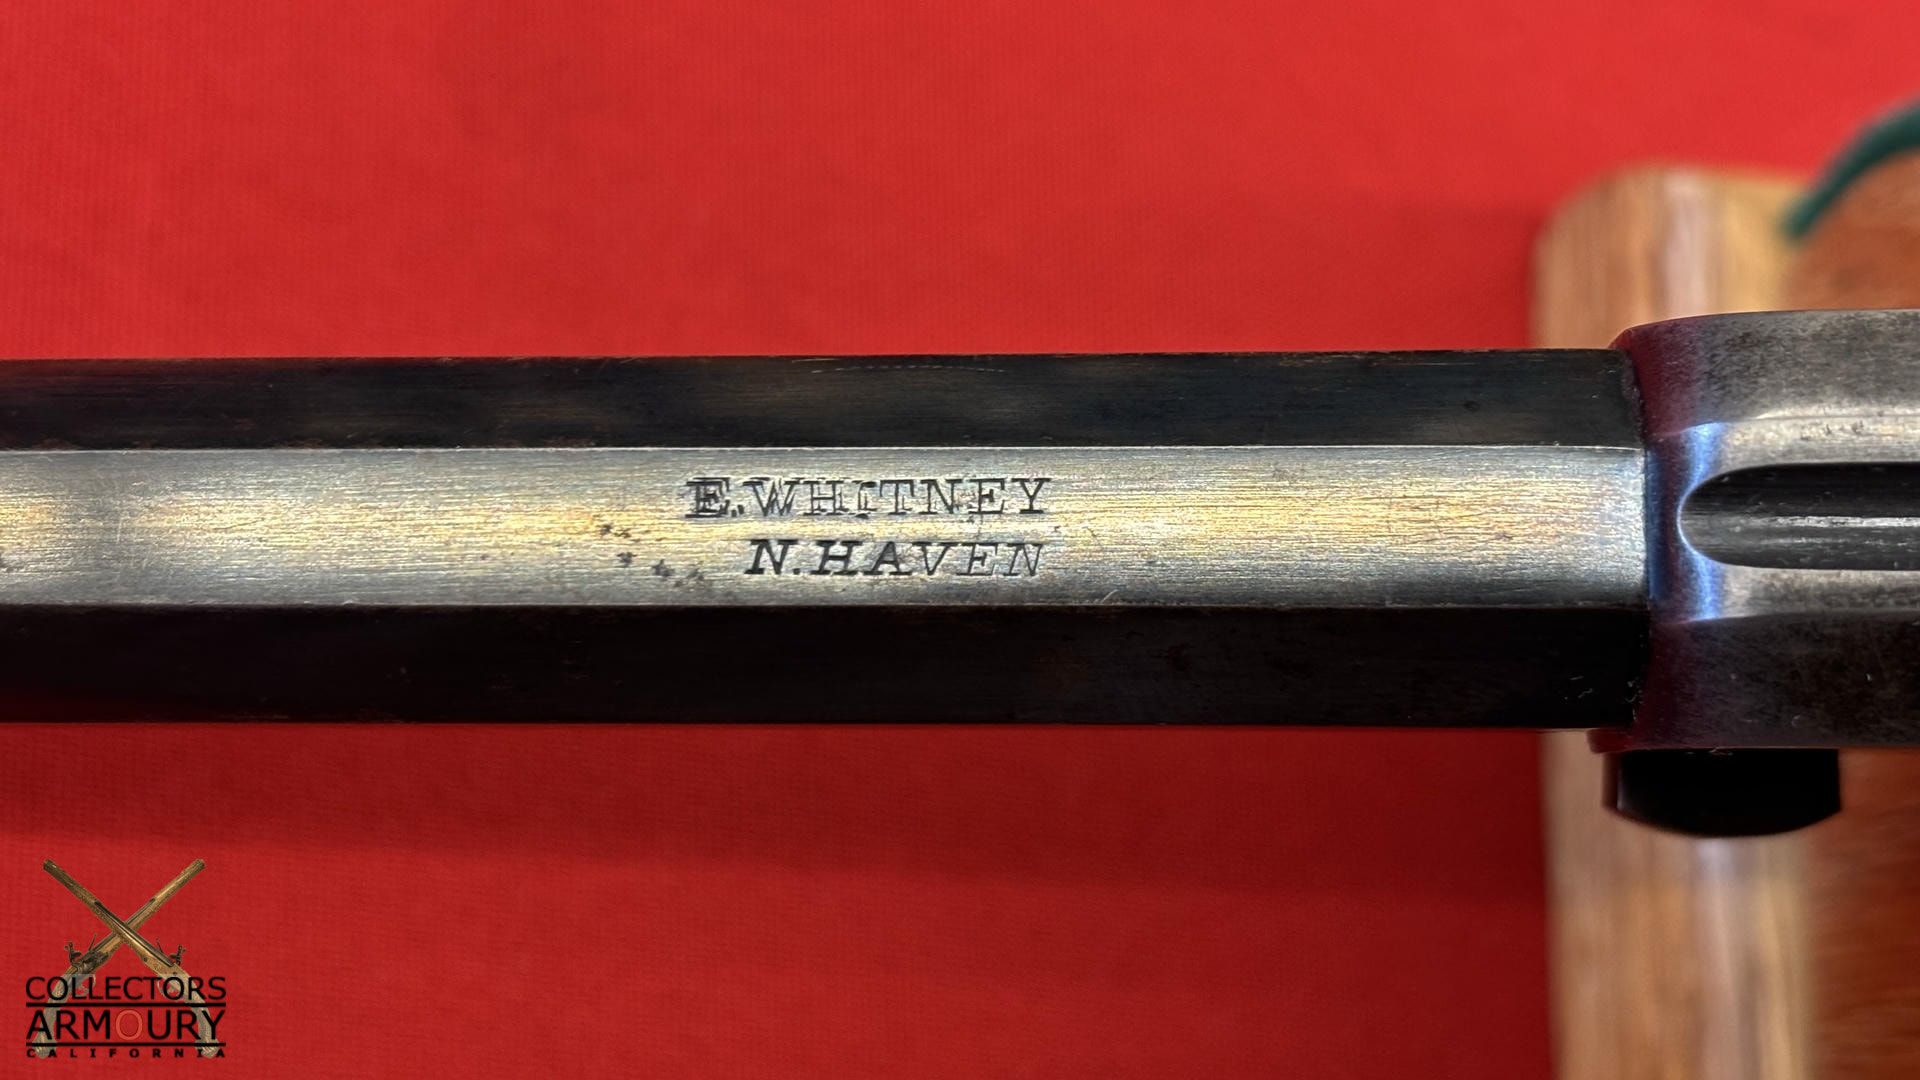 E.WHITNEY
N.HAVEN
COLLECTORS
ARMOURY
CALIFORNIA